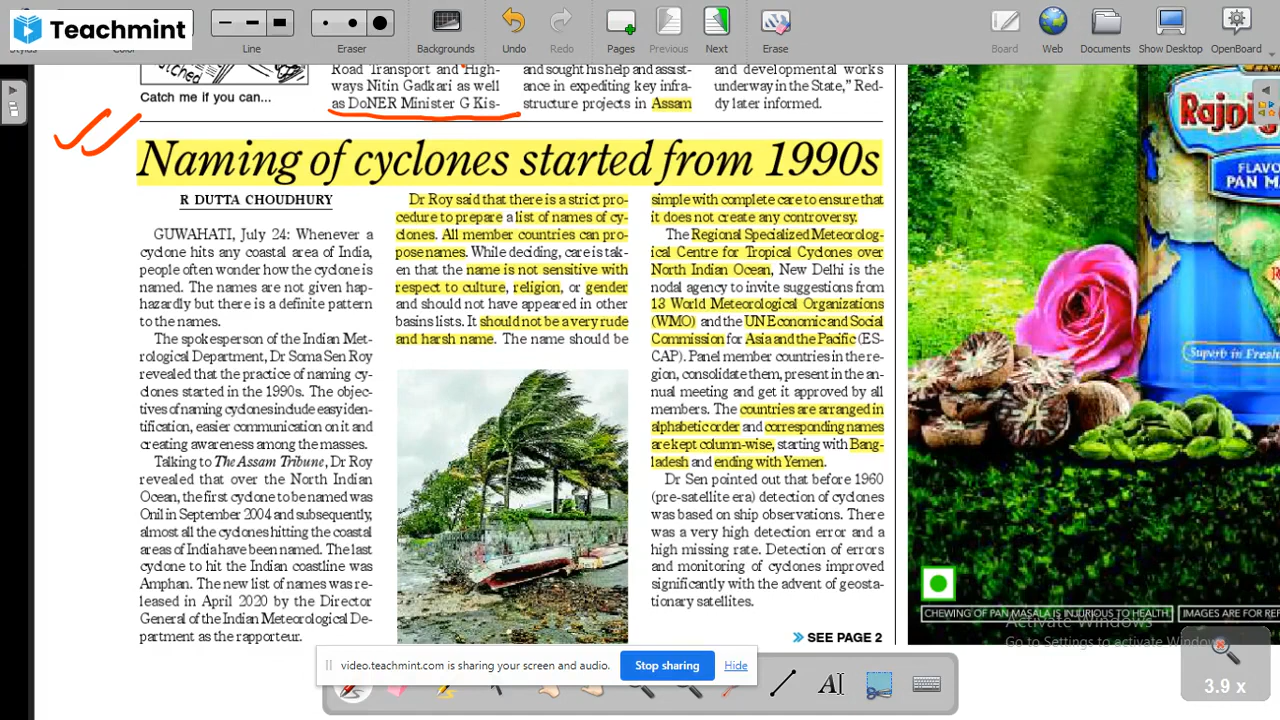 Teachmint
Line
Eraser
Backgrounds
Undo
Redo
Pages
Previous
Next
Erase
Board
Web
Documents
Show Desktop
OpenBoard
Catch me if you can...
Road Transport and High-
ways Nitin Gadkari as well
as DoNER Minister G Kis-
and sought his help and assist-
ance in expediting key infra-
structure projects in Assam
and developmental works
underway in the State," Red-
dy later informed.
Naming of cyclones started from 1990s
R DUTTA CHOUDHURY
GUWAHATI, July 24: Whenever a
cyclone hits any coastal area of India,
people often wonder how the cyclone is
named. The names are not given hap-
hazardly but there is a definite pattern
to the names.
The spokesperson of the Indian Met-
rological Department, Dr Soma Sen Roy
revealed that the practice of naming cy-
clones started in the 1990s. The objec-
tives of naming cyclones include easy iden-
tification, easier communication on it and
creating awareness among the masses.
Talking to The Assam Tribune, Dr Roy
revealed that over the North Indian
Ocean, the first cyclone to be named was
Onil in September 2004 and subsequently,
almost all the cyclones hitting the coastal
areas of India have been named. The last
cyclone to hit the Indian coastline was
Amphan. The new list of names was re-
leased in April 2020 by the Director
General of the Indian Meteorological De-
partment as the rapporteur.
Dr Roy said that there is a strict pro-
cedure to prepare a list of names of cy-
clones. All member countries can pro-
pose names. While deciding, care is tak-
en that the name is not sensitive with
respect to culture, religion, or gender
and should not have appeared in other
basins lists. It should not be a very rude
and harsh name. The name should be
simple with complete care to ensure that
it does not create any controversy.
The Regional Specialized Meteorolog-
ical Centre for Tropical Cyclones over
North Indian Ocean, New Delhi is the
nodal agency to invite suggestions from
13 World Meteorological Organizations
(WMO) and the UN Economic and Social
Commission for Asia and the Pacific (ES-
CAP). Panel member countries in the re-
gion, consolidate them, present in the an-
nual meeting and get it approved by all
members. The countries are arranged in
alphabetic order and corresponding names
are kept column-wise, starting with Bang-
ladesh and ending with Yemen.
Dr Sen pointed out that before 1960
(pre-satellite era) detection of cyclones
was based on ship observations. There
was a very high detection error and a
high missing rate. Detection of errors
and monitoring of cyclones improved
significantly with the advent of geosta-
tionary satellites.
SEE PAGE 2
FLAVO
PAN MA
Superb in Fresh
CHEWING OF PAN MASALA IS INJURIOUS TO HEALTH.
IMAGES ARE FOR REF
Activate Windows
Go to Settings to activate Windows.
video.teachmint.com is sharing your screen and audio.
Stop sharing
Hide
3.9 x